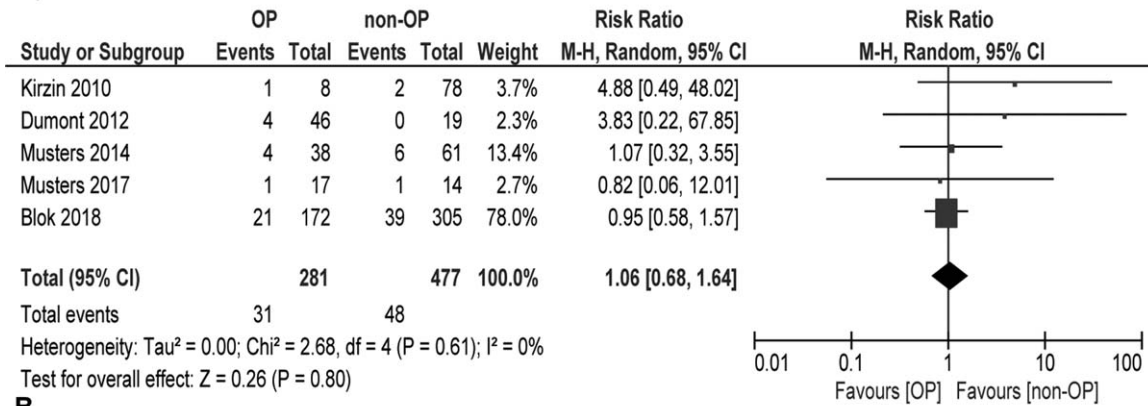 OP non-OP Risk Ratio Risk Ratio
Study or Subgroup Events Total Events Total Weight M-H, Random, 95% CI M-H, Random, 95% CI
Kirzin 2010 1 8 2 78 3.7% 4.88 [0.49, 48.02]
Dumont 2012 4 46 0 19 2.3% 3.83 [0.22, 67.85]
Musters 2014 4 38 6 61 13.4% 1.07 [0.32, 3.55]
Musters 2017 1 17 1 14 2.7% 0.82 [0.06, 12.01]
Blok 2018 21 172 39 305 78.0% 0.95 [0.58, 1.57]
Total (95% CI) 281 477 100.0% 1.06 [0.68, 1.64]
Total events 31 48
Heterogeneity: Tau² = 0.00; Chi² = 2.68, df = 4 (P = 0.61); I² = 0%
Test for overall effect: Z = 0.26 (P = 0.80)
0.01 0.1 1 10 100
Favours [OP] Favours [non-OP]